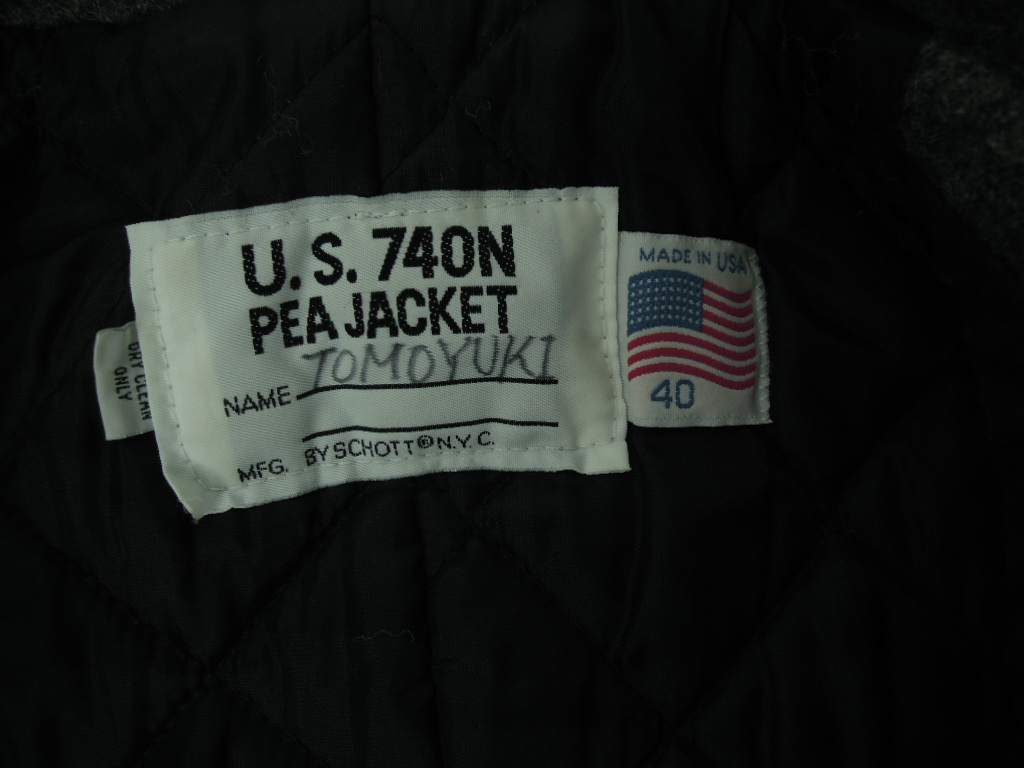 U.S. 740N
PEA JACKET
NAME TOMOYUKI
MFG. BY SCHOTT® N.Y.C.
MADE IN USA
40
DRY CLEAN
ONLY